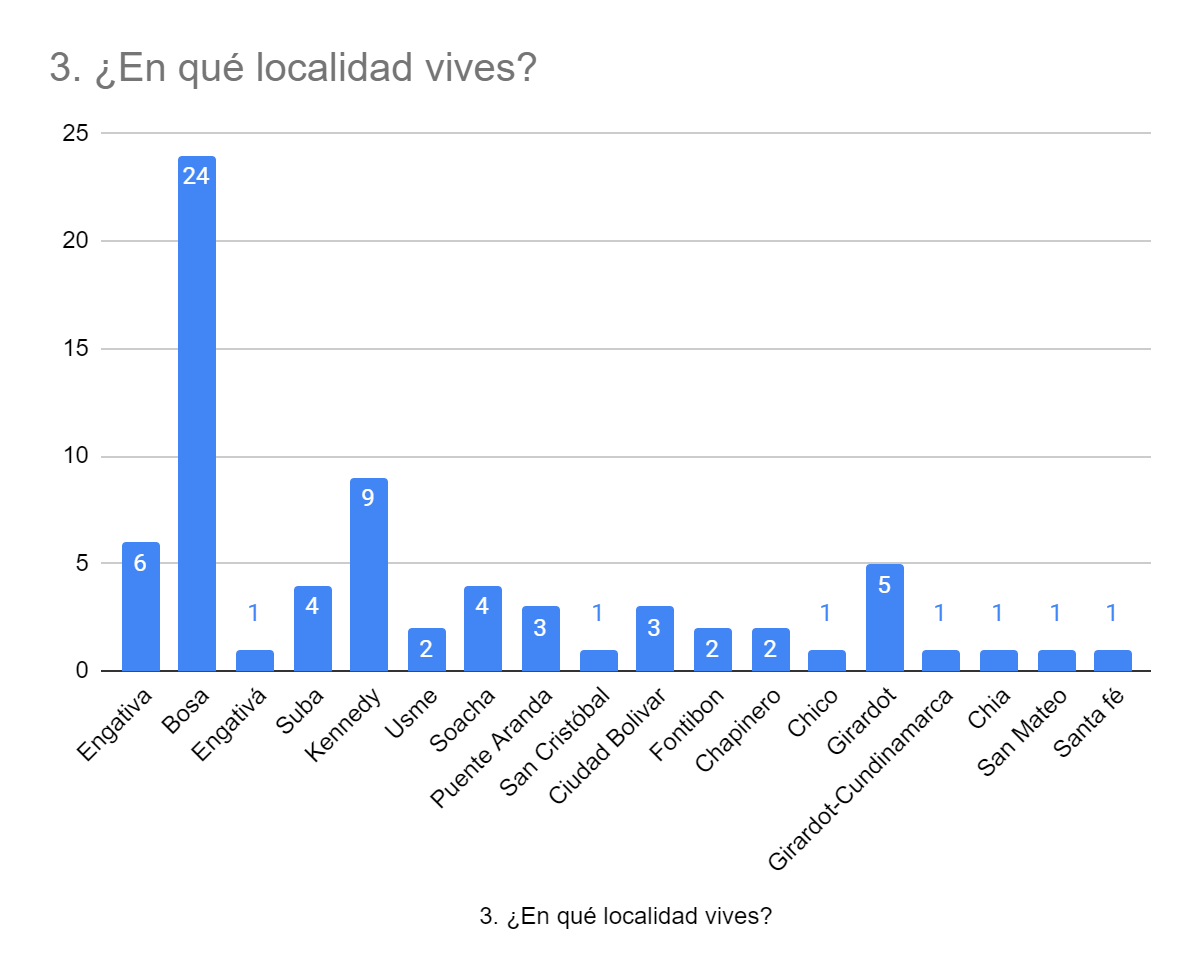 3. ¿En qué localidad vives?
25
20
15
10
5
0
6
24
1
4
9
2
4
3
1
3
2
2
1
5
1
1
1
1
Engativa
Bosa
Engativá
Suba
Kennedy
Usme
Soacha
Puente Aranda
San Cristóbal
Ciudad Bolivar
Fontibon
Chapinero
Chico
Girardot
Girardot-Cundinamarca
Chia
San Mateo
Santa fé
3. ¿En qué localidad vives?